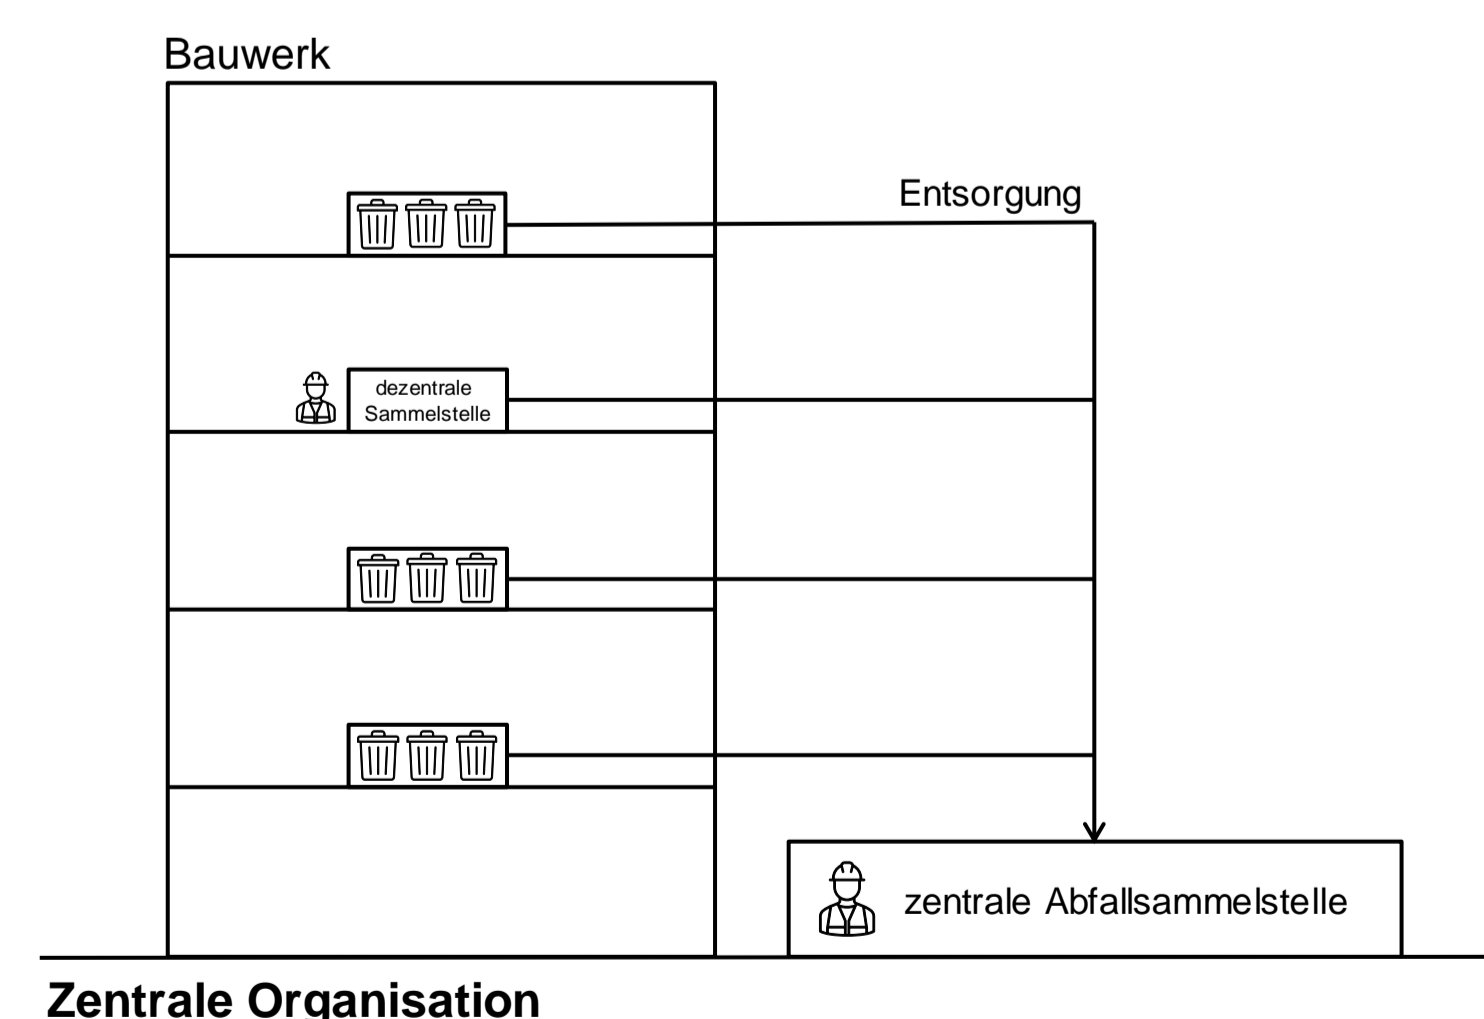 Bauwerk
Entsorgung
dezentrale
Sammelstelle
zentrale Abfallsammelstelle
Zentrale Organisation